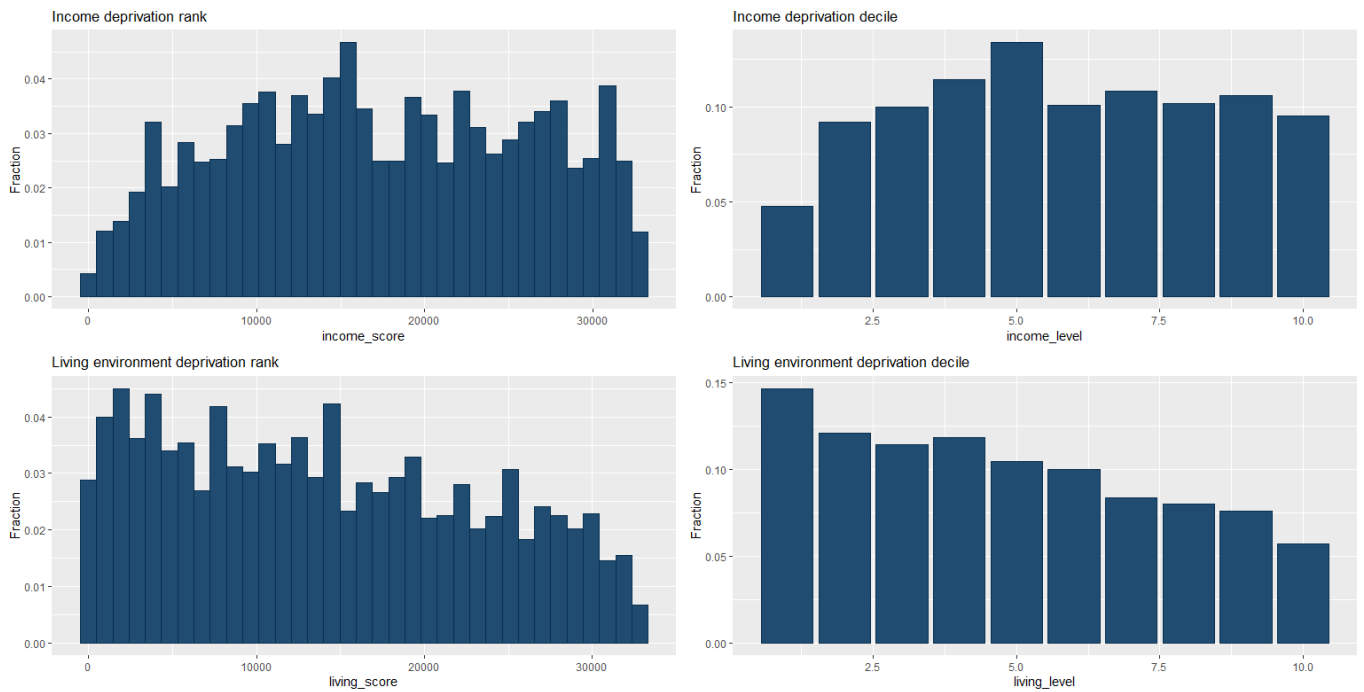 Income deprivation rank
Fraction
0.04
0.03
0.02
0.01
0.00
0 10000 20000 30000
income_score
Income deprivation decile
Fraction
0.10
0.05
0.00
2.5 5.0 7.5 10.0
income_level
Living environment deprivation rank
Fraction
0.04
0.03
0.02
0.01
0.00
0 10000 20000 30000
living_score
Living environment deprivation decile
Fraction
0.15
0.10
0.05
0.00
2.5 5.0 7.5 10.0
living_level